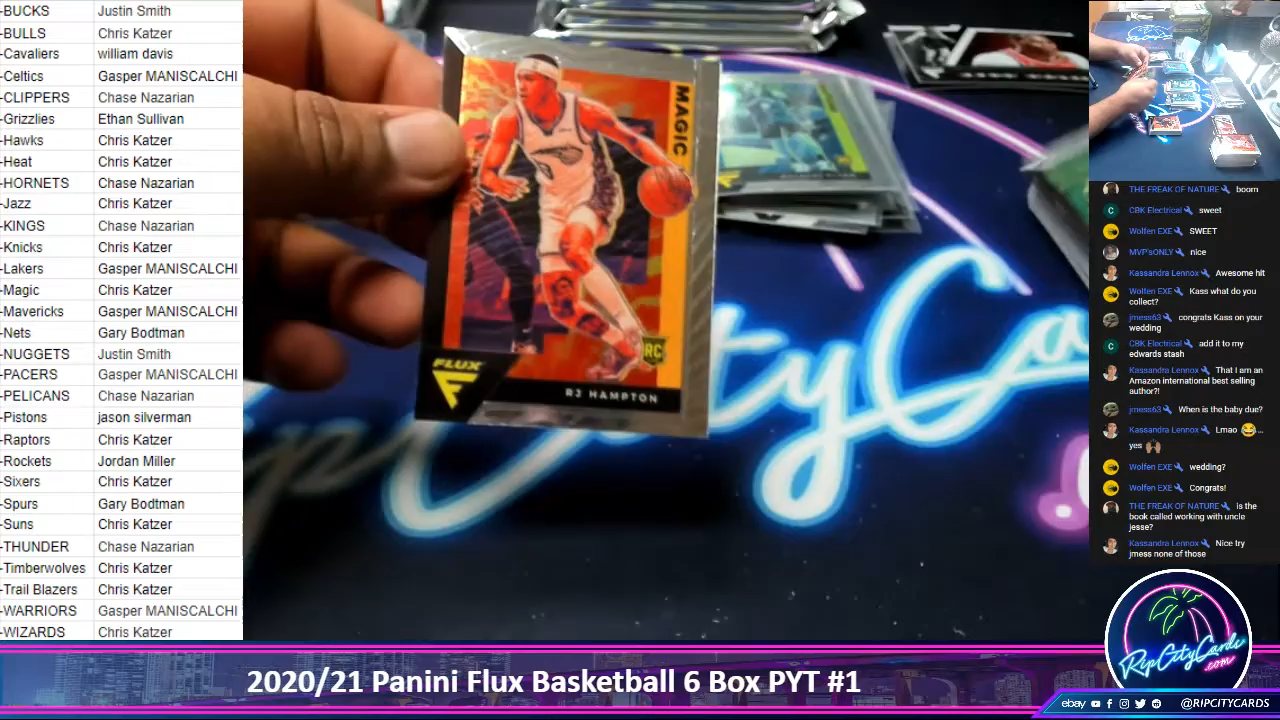 -BUCKS Justin Smith
-BULLS Chris Katzer
-Cavaliers william davis
-Celtics Gasper MANISCALCHI
-CLIPPERS Chase Nazarian
-Grizzlies Ethan Sullivan
-Hawks Chris Katzer
-Heat Chris Katzer
-HORNETS Chase Nazarian
-Jazz Chris Katzer
-KINGS Chase Nazarian
-Knicks Chris Katzer
-Lakers Gasper MANISCALCHI
-Magic Chris Katzer
-Mavericks Gasper MANISCALCHI
-Nets Gary Bodtman
-NUGGETS Justin Smith
-PACERS Gasper MANISCALCHI
-PELICANS Chase Nazarian
-Pistons jason silverman
-Raptors Chris Katzer
-Rockets Jordan Miller
-Sixers Chris Katzer
-Spurs Gary Bodtman
-Suns Chris Katzer
-THUNDER Chase Nazarian
-Timberwolves Chris Katzer
-Trail Blazers Chris Katzer
-WARRIORS Gasper MANISCALCHI
-WIZARDS Chris Katzer
MAGIC
RC
FLUX
RJ HAMPTON
THE FREAK OF NATURE boom
CBK Electrical sweet
Wolfen EXE SWEET
MVP'sONLY nice
Kassandra Lennox Awesome hit
Wolfen EXE Kass what do you
collect?
jmess63 congrats Kass on your
wedding
CBK Electrical add it to my
edwards stash
Kassandra Lennox That I am an
Amazon international best selling
author?!
jmess63 When is the baby due?
Kassandra Lennox Lmao 😂...
yes 🙌🏽
Wolfen EXE wedding?
Wolfen EXE Congrats!
THE FREAK OF NATURE is the
book called working with uncle
jesse?
Kassandra Lennox Nice try
jmess none of those
RipCityCards
.com
2020/21 Panini Flux Basketball 6 Box PYT #1
ebay @RIPCITYCARDS